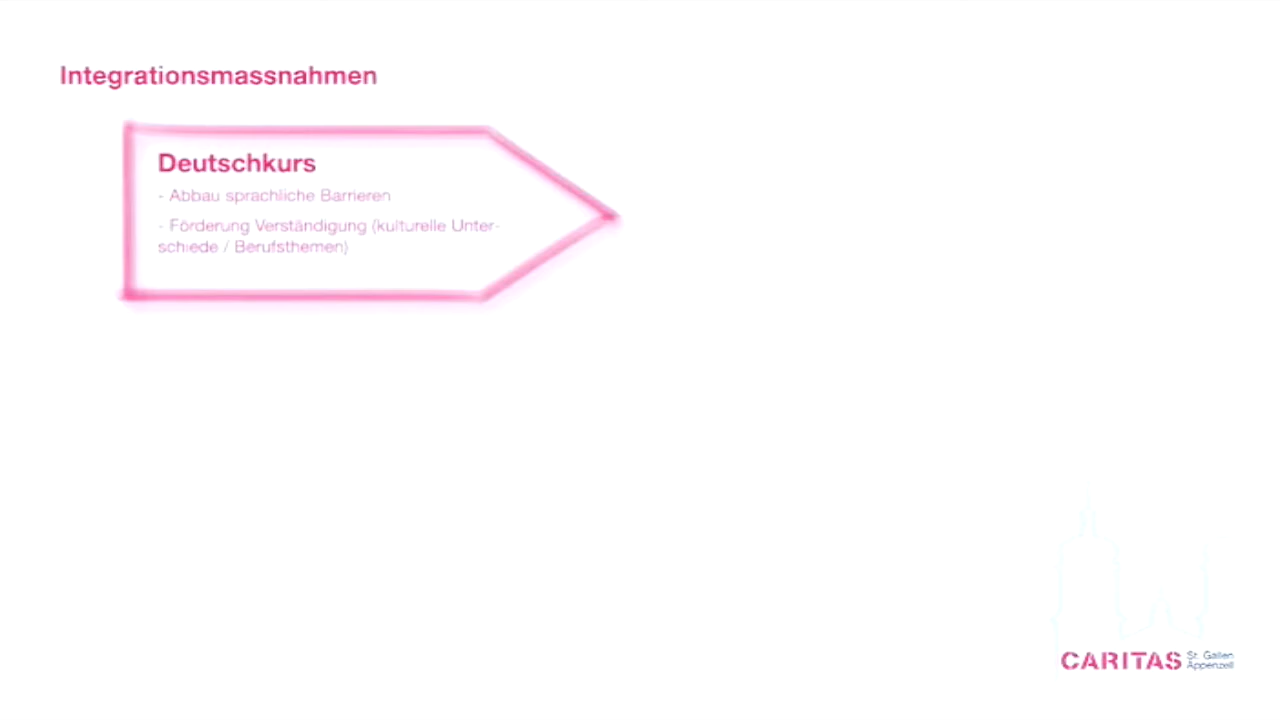 Integrationsmassnahmen
Deutschkurs
- Abbau sprachliche Barrieren
- Förderung Verständigung (kulturelle Unter-
schiede / Berufsthemen)
CARITAS St. Gallen
Appenzell